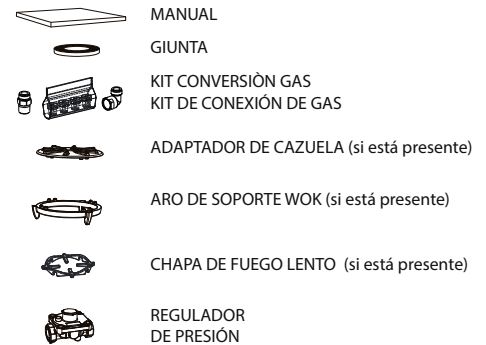 MANUAL
GIUNTA
KIT CONVERSIÒN GAS
KIT DE CONEXIÓN DE GAS
ADAPTADOR DE CAZUELA (si está presente)
ARO DE SOPORTE WOK (si está presente)
CHAPA DE FUEGO LENTO (si está presente)
REGULADOR
DE PRESIÓN